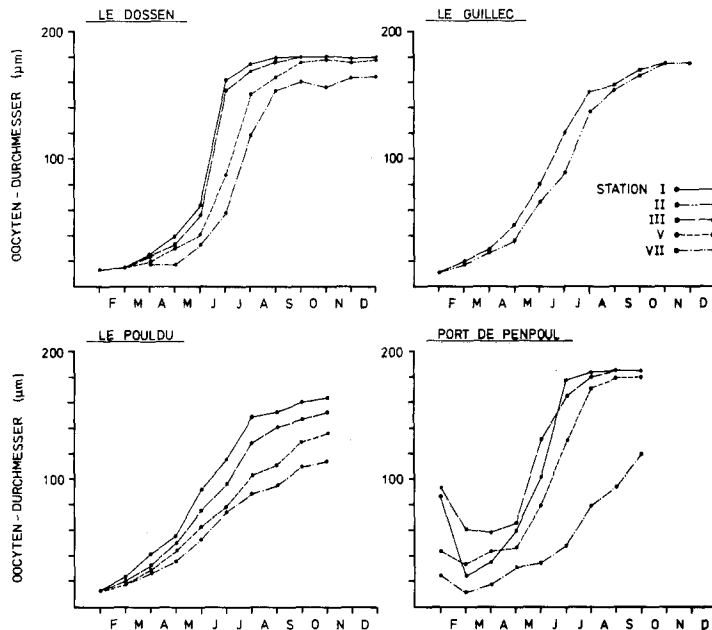 LE DOSSEN
LE GUILLEC
OOCYTEN - DURCHMESSER (µm)
200
100
F M A M J J A S O N D
200
100
F M A M J J A S O N D
STATION I
II
III
V
VII
LE POULDU
PORT DE PENPOUL
OOCYTEN - DURCHMESSER (µm)
200
100
F M A M J J A S O N D
200
100
F M A M J J A S O N D